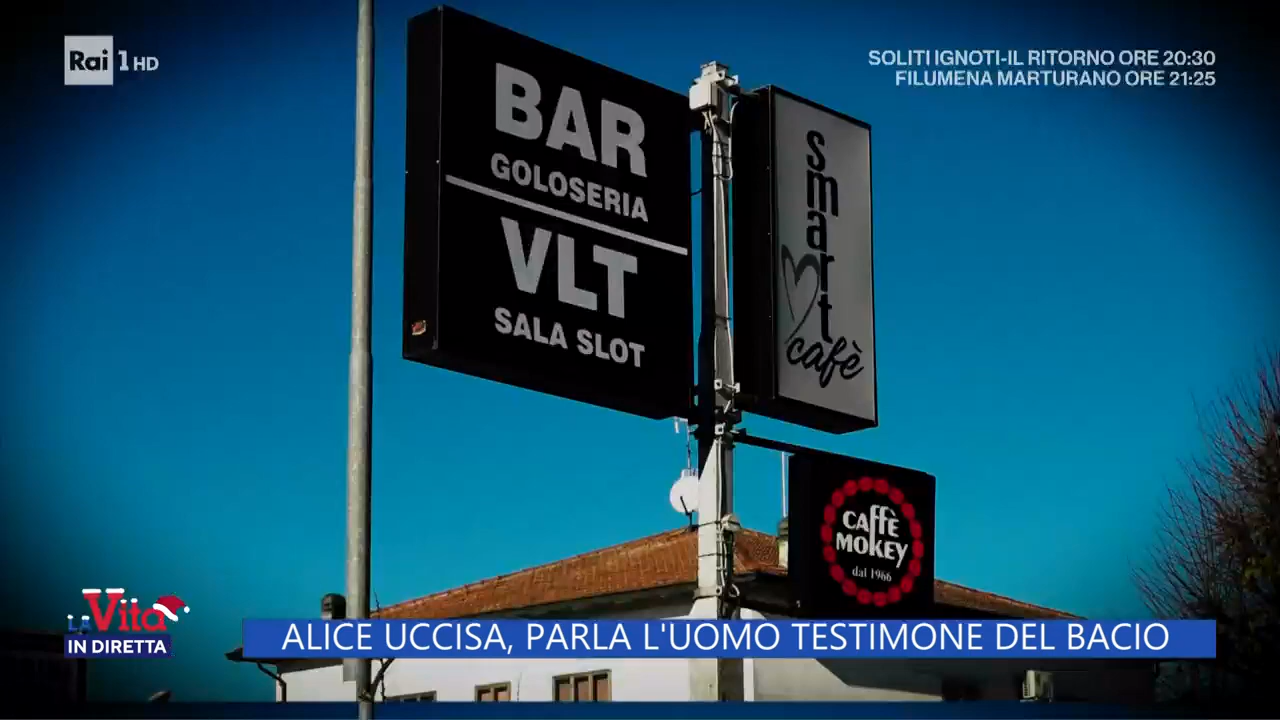 Rai 1 HD
SOLITI IGNOTI-IL RITORNO ORE 20:30
FILUMENA MARTURANO ORE 21:25
BAR
GOLOSERIA
VLT
SALA SLOT
smart
cafè
CAFFÈ
MOKEY
dal 1966
La Vita
IN DIRETTA
ALICE UCCISA, PARLA L'UOMO TESTIMONE DEL BACIO